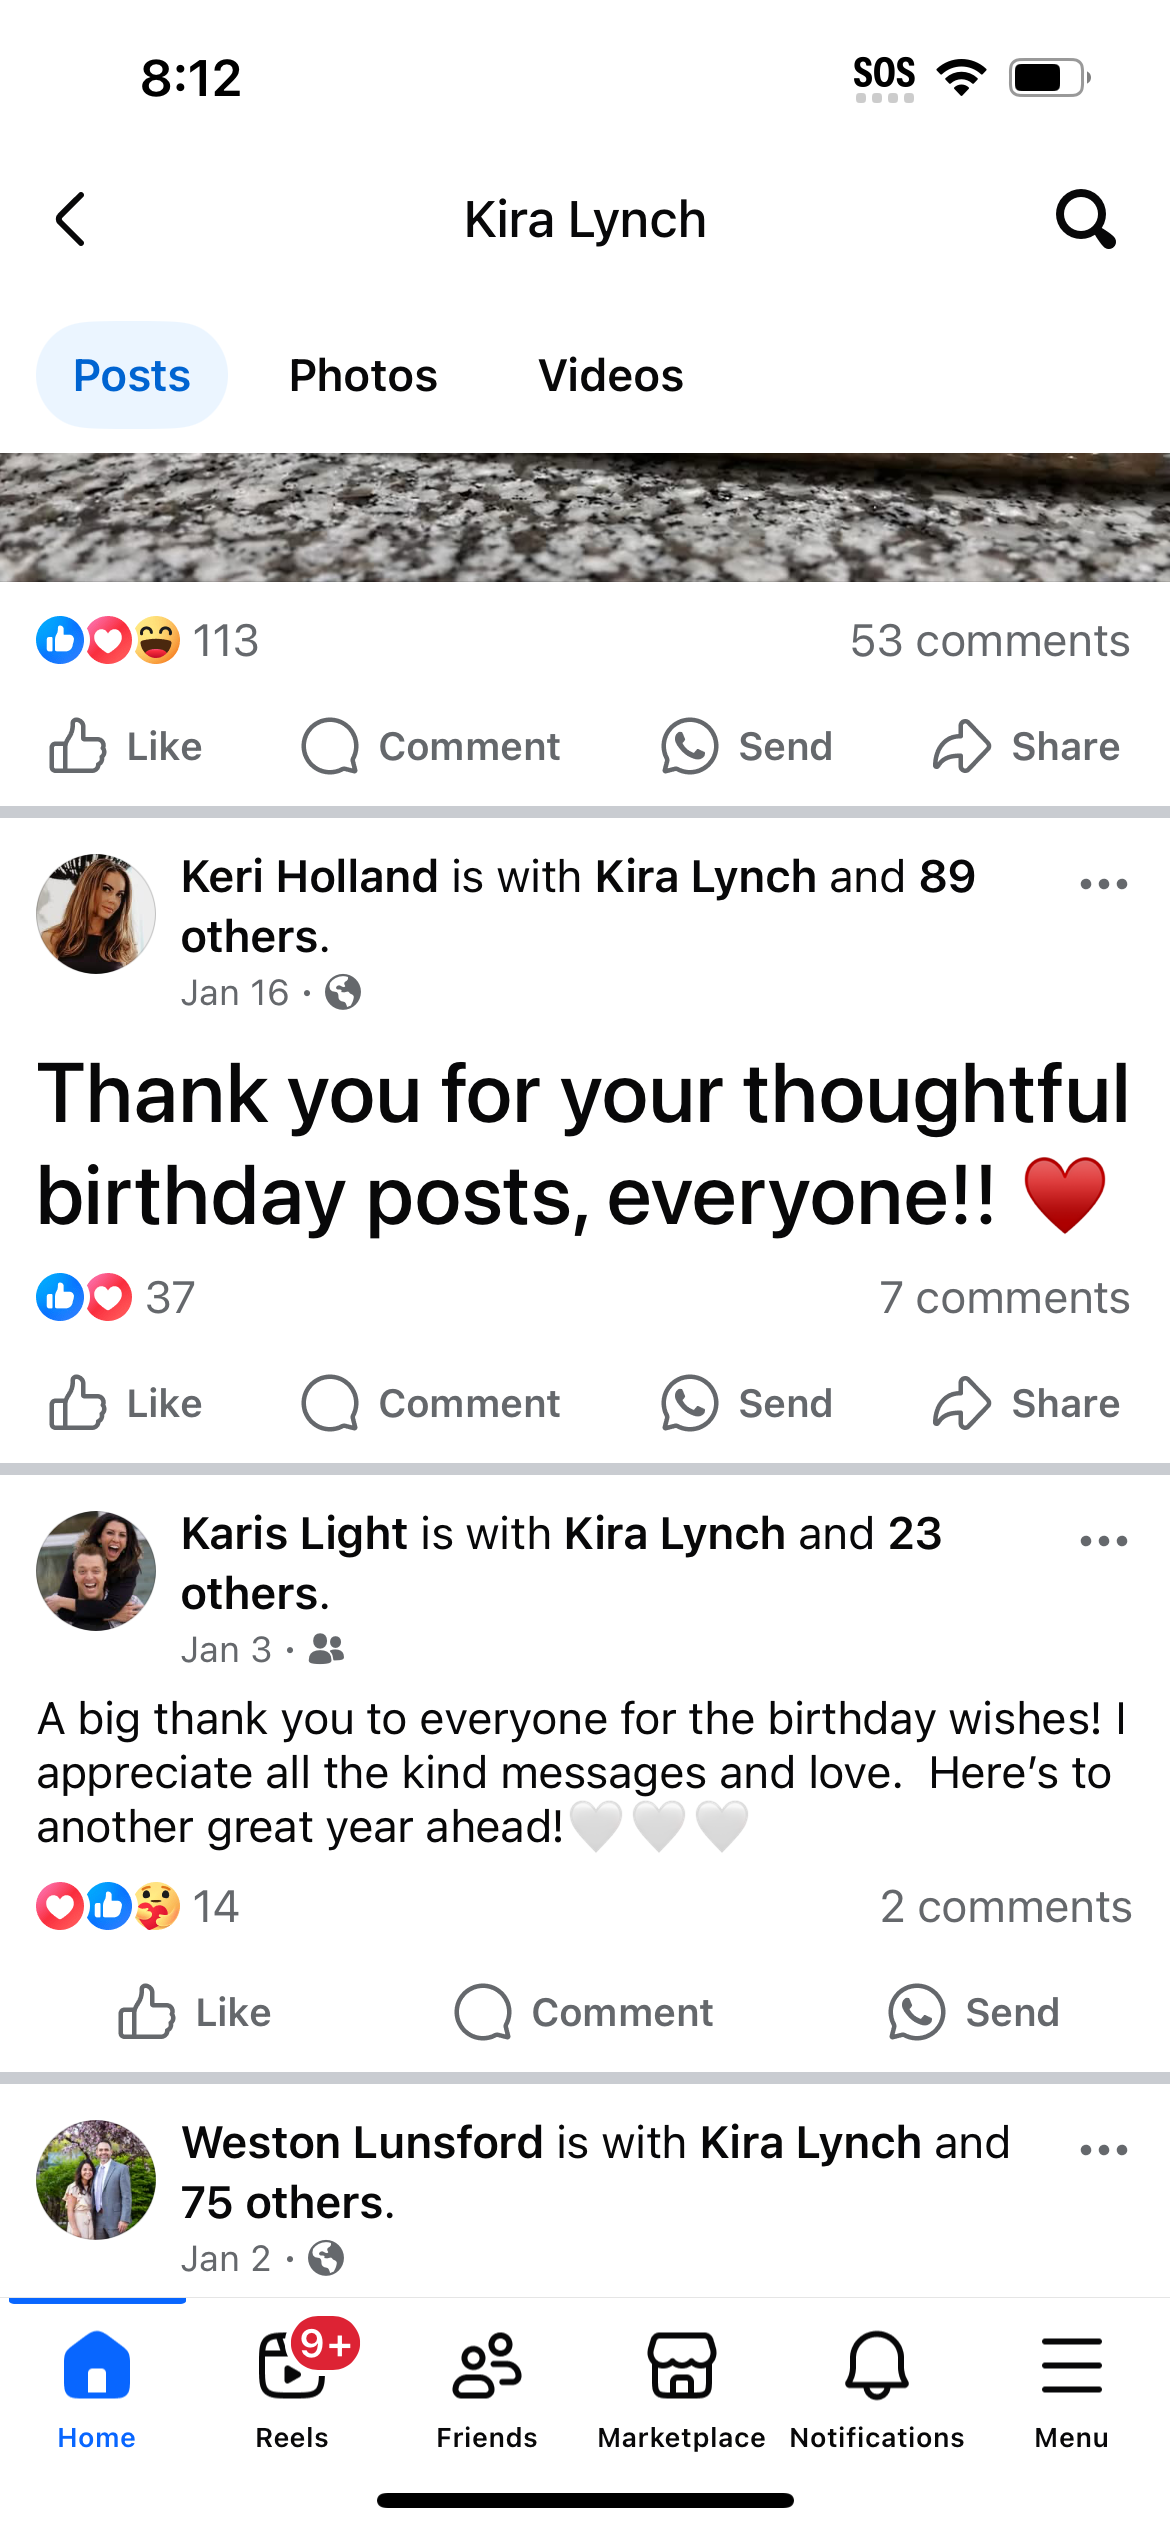 8:12
SOS
Kira Lynch
Posts
Photos
Videos
113
53 comments
Like
Comment
Send
Share
Keri Holland is with Kira Lynch and 89
others.
Jan 16 ·
Thank you for your thoughtful
birthday posts, everyone!! ♥️
37
7 comments
Like
Comment
Send
Share
Karis Light is with Kira Lynch and 23
others.
Jan 3 ·
A big thank you to everyone for the birthday wishes! I
appreciate all the kind messages and love.  Here’s to
another great year ahead!🤍🤍🤍
14
2 comments
Like
Comment
Send
Weston Lunsford is with Kira Lynch and
75 others.
Jan 2 ·
9+
Home
Reels
Friends
Marketplace
Notifications
Menu